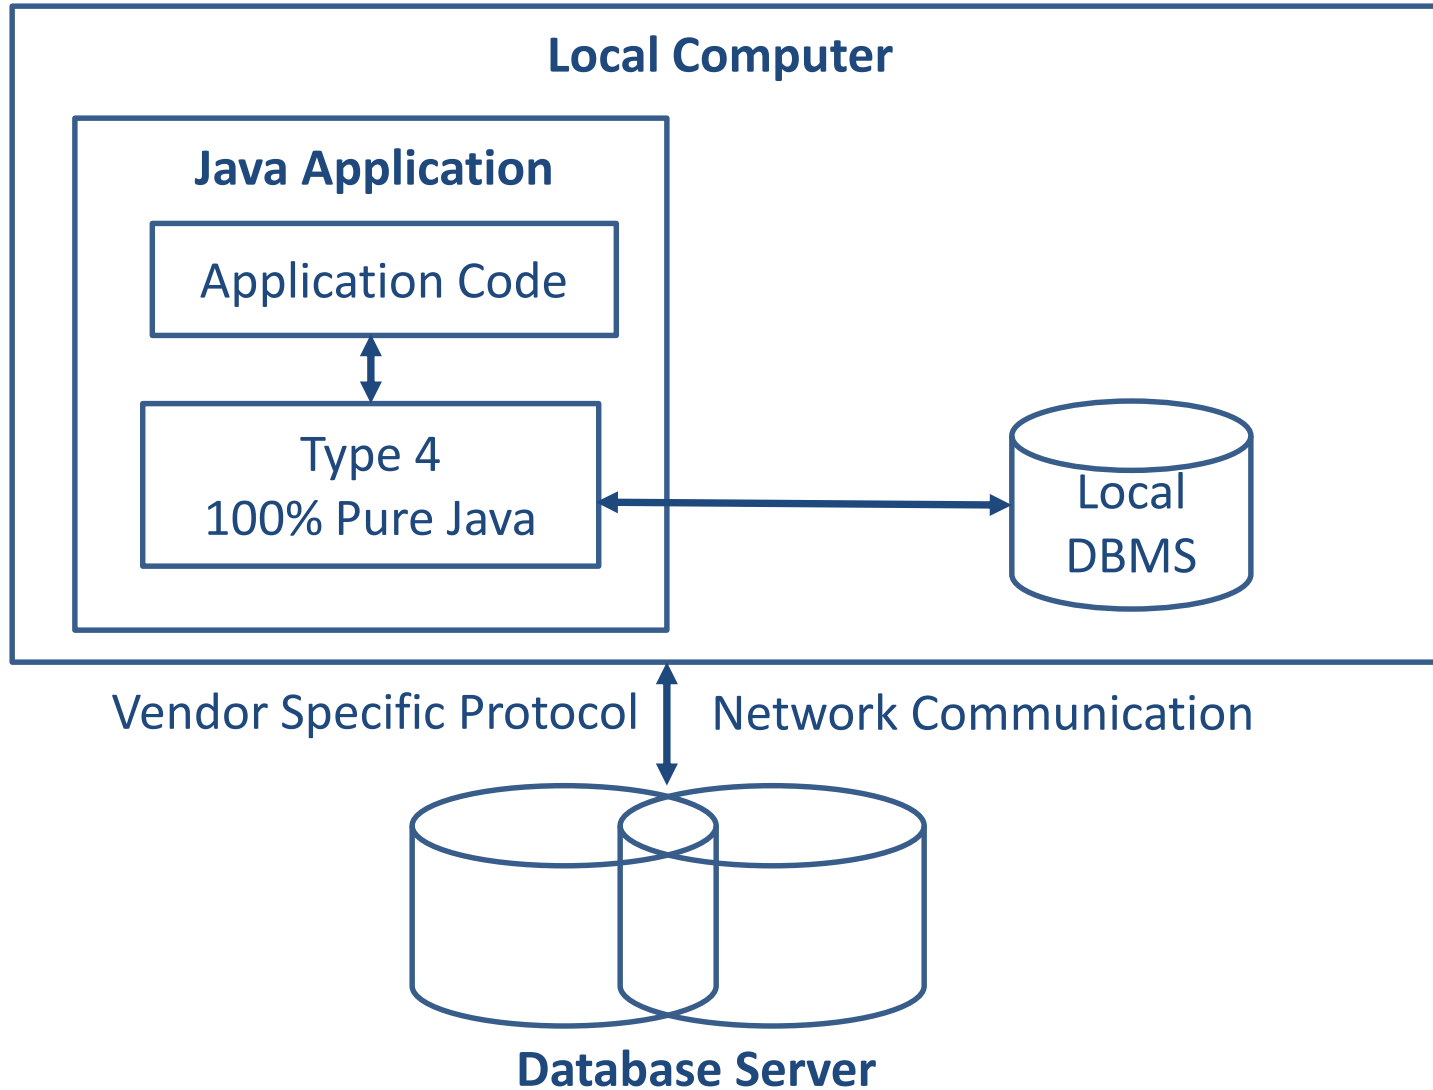 Local Computer
Java Application
Application Code
Type 4
100% Pure Java
Local
DBMS
Vendor Specific Protocol
Network Communication
Database Server